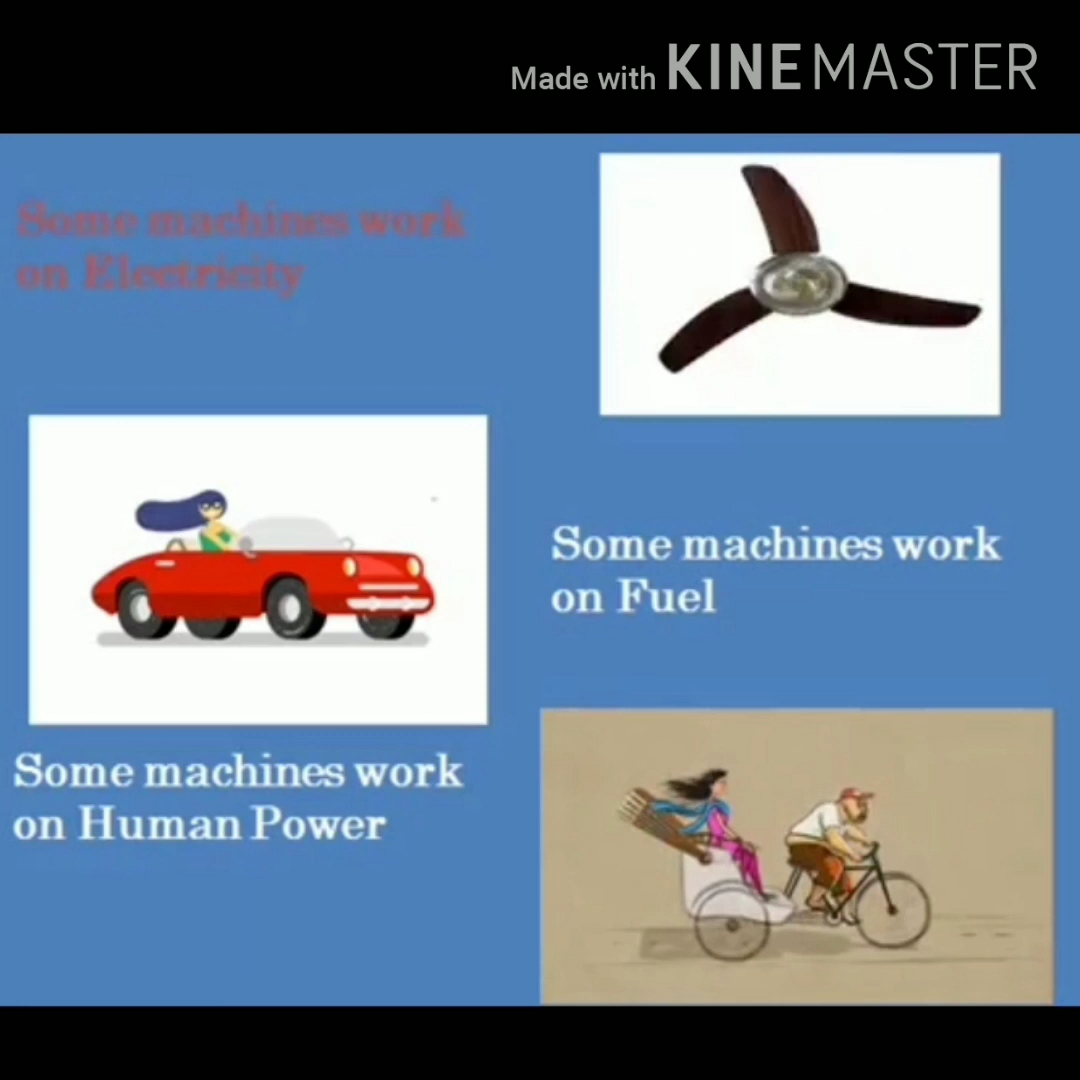 Made with KINEMASTER
Some machines work
on Electricity
Some machines work
on Fuel
Some machines work
on Human Power